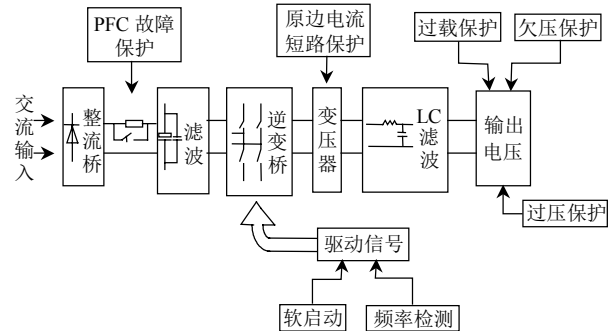 PFC 故障
保护
原边电流
短路保护
过载保护
欠压保护
交流输入
整流桥
滤波
逆变桥
变压器
LC
滤波
输出
电压
过压保护
驱动信号
软启动
频率检测